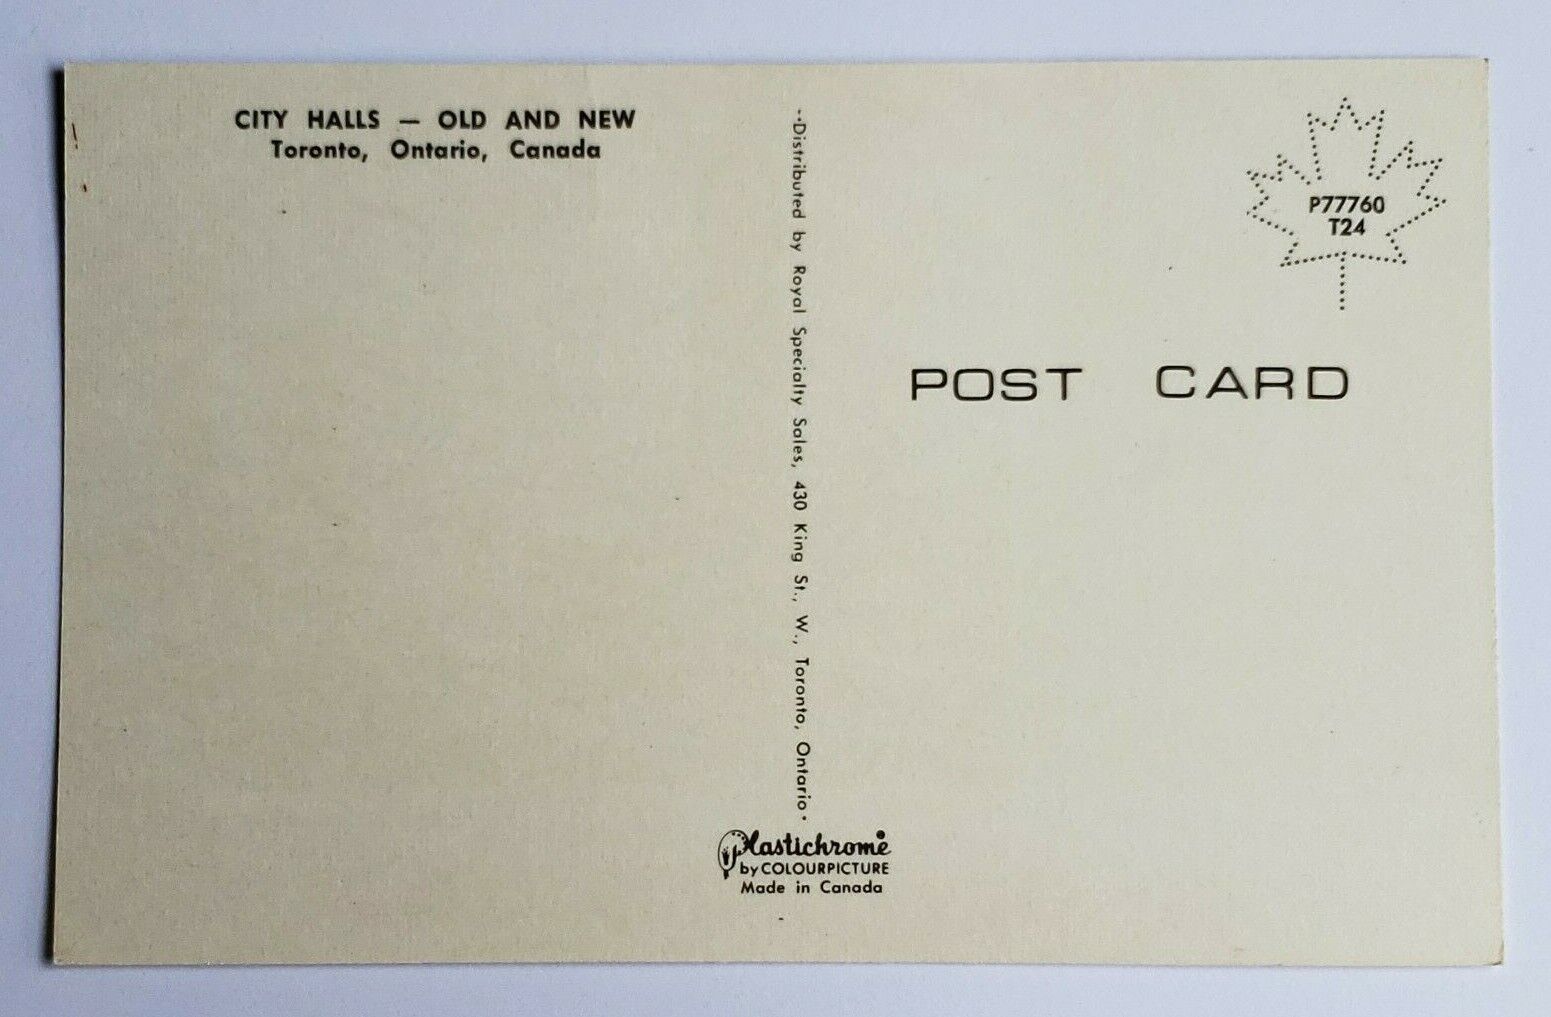 CITY HALLS — OLD AND NEW
Toronto, Ontario, Canada
--Distributed by Royal Specialty Sales, 430 King St., W., Toronto, Ontario·
P77760
T24
POST CARD
Plastichrome
by COLOURPICTURE
Made in Canada